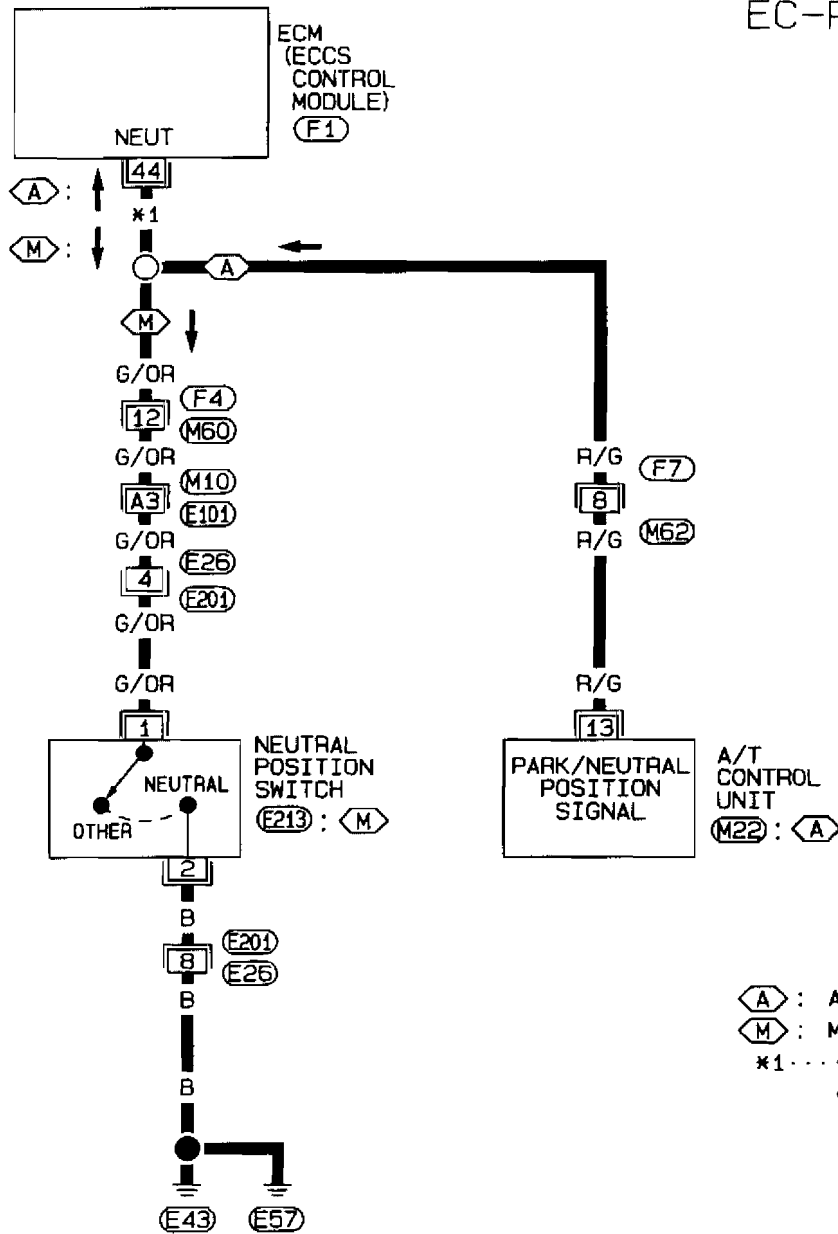 EC-P
ECM
(ECCS
CONTROL
MODULE)
F1
NEUT
44
A :
*1
M :
A
M
G/OR
F4
12
M60
G/OR
R/G
F7
M10
A3
8
E101
G/OR
R/G
M62
E26
4
E201
G/OR
G/OR
R/G
1
13
NEUTRAL
POSITION
SWITCH
E213 : M
NEUTRAL
OTHER
PARK/NEUTRAL
POSITION
SIGNAL
A/T
CONTROL
UNIT
M22 : A
2
B
E201
8
E26
B
A : A
M : M
*1 · · · ·
B
E43
E57